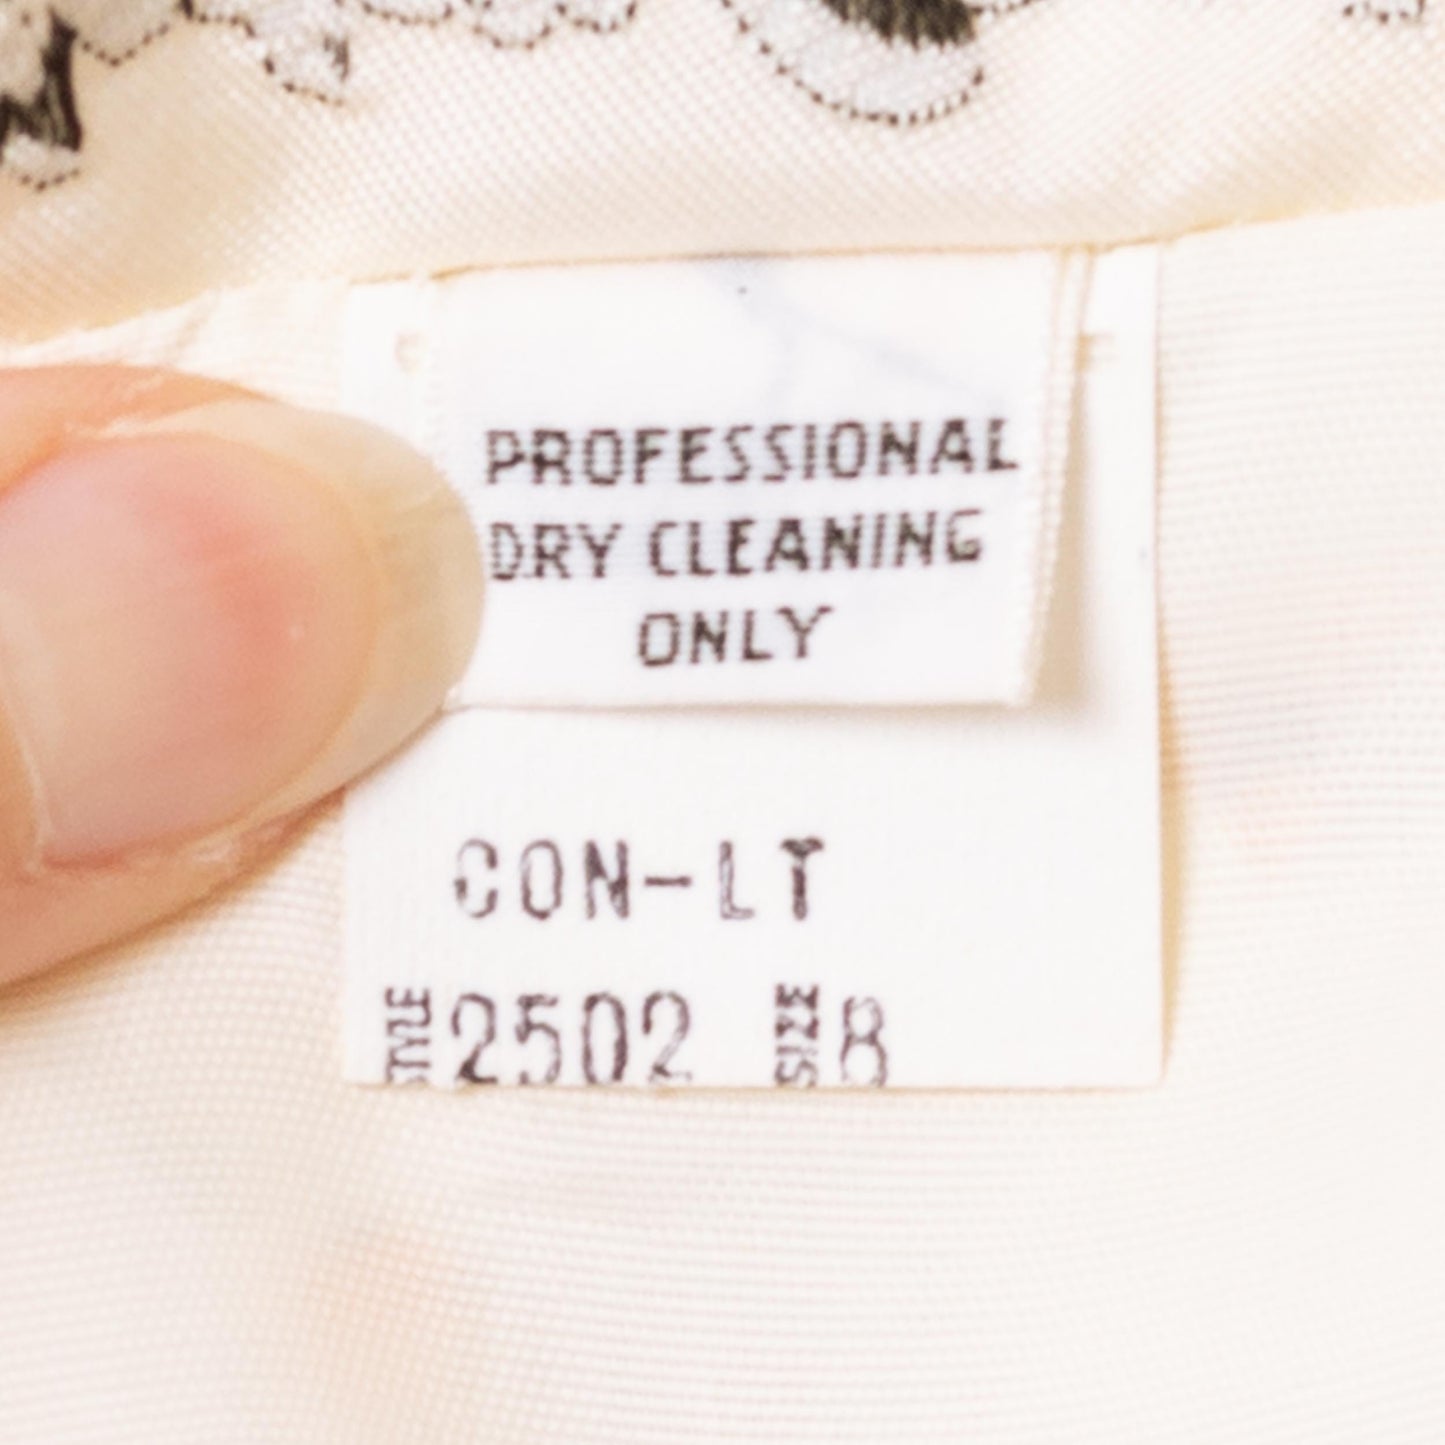 PROFESSIONAL
DRY CLEANING
ONLY
CON-LT
STYLE 2502 SIZE 8